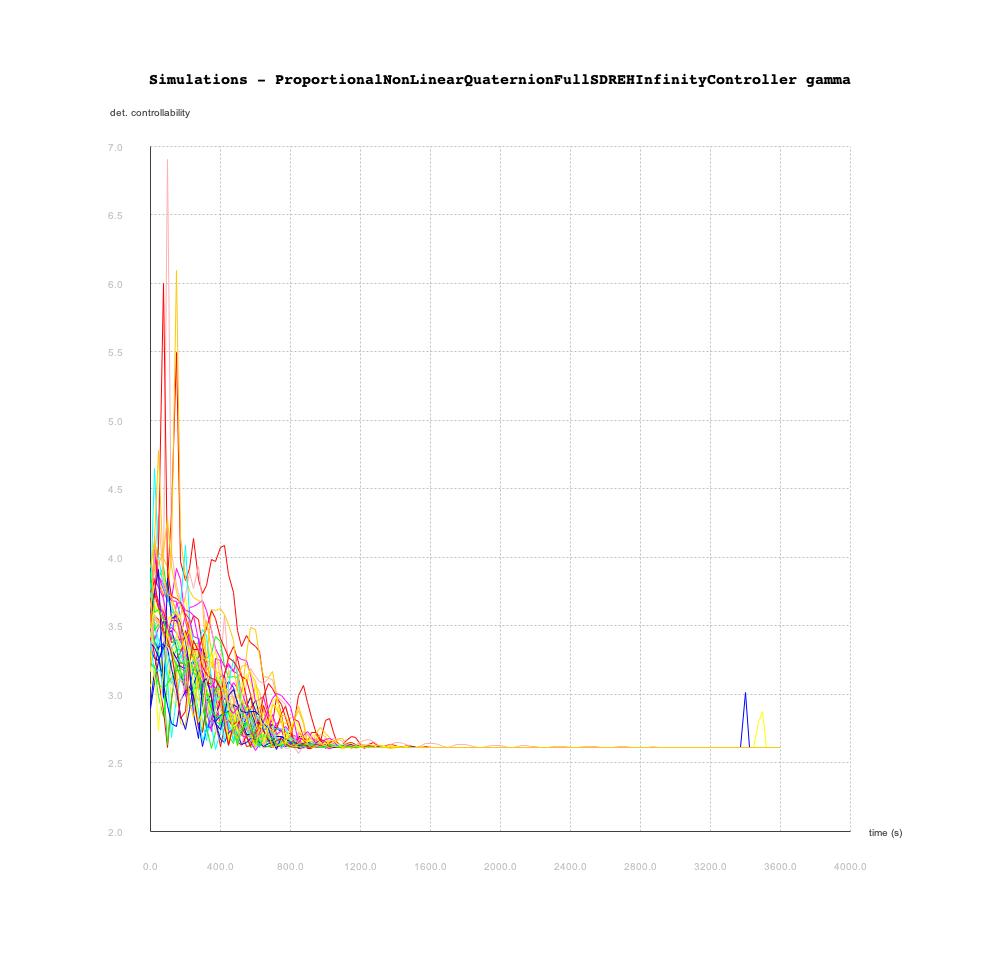 Simulations - ProportionalNonLinearQuaternionFullSDREHInfinityController gamma
det. controllability
7.0
6.5
6.0
5.5
5.0
4.5
4.0
3.5
3.0
2.5
2.0
time (s)
0.0 400.0 800.0 1200.0 1600.0 2000.0 2400.0 2800.0 3200.0 3600.0 4000.0